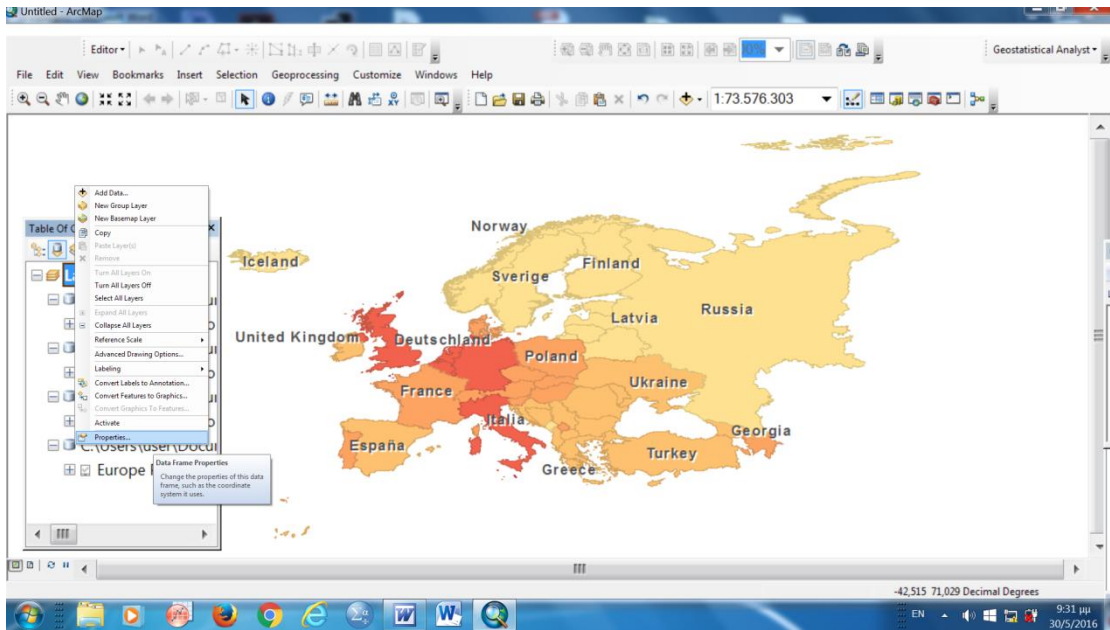 Untitled - ArcMap
Editor
Geostatistical Analyst
File Edit View Bookmarks Insert Selection Geoprocessing Customize Windows Help
1:73.576.303
Add Data...
New Group Layer
New Basemap Layer
Table Of
Copy
Paste Layer(s)
Remove
Turn All Layers On
Turn All Layers Off
Select All Layers
Expand All Layers
Collapse All Layers
Reference Scale
Advanced Drawing Options...
Labeling
Convert Labels to Annotation...
Convert Features to Graphics...
Convert Graphics To Features...
Activate
Properties...
C:\Users\user\Docu
Europe
Data Frame Properties
Change the properties of this data
frame, such as the coordinate
system it uses.
Norway
Iceland
Finland
Sverige
Russia
Latvia
United Kingdom
Deutschland
Poland
Ukraine
France
Italia
Georgia
España
Turkey
Greece
-42,515 71,029 Decimal Degrees
EN
9:31 μμ
30/5/2016